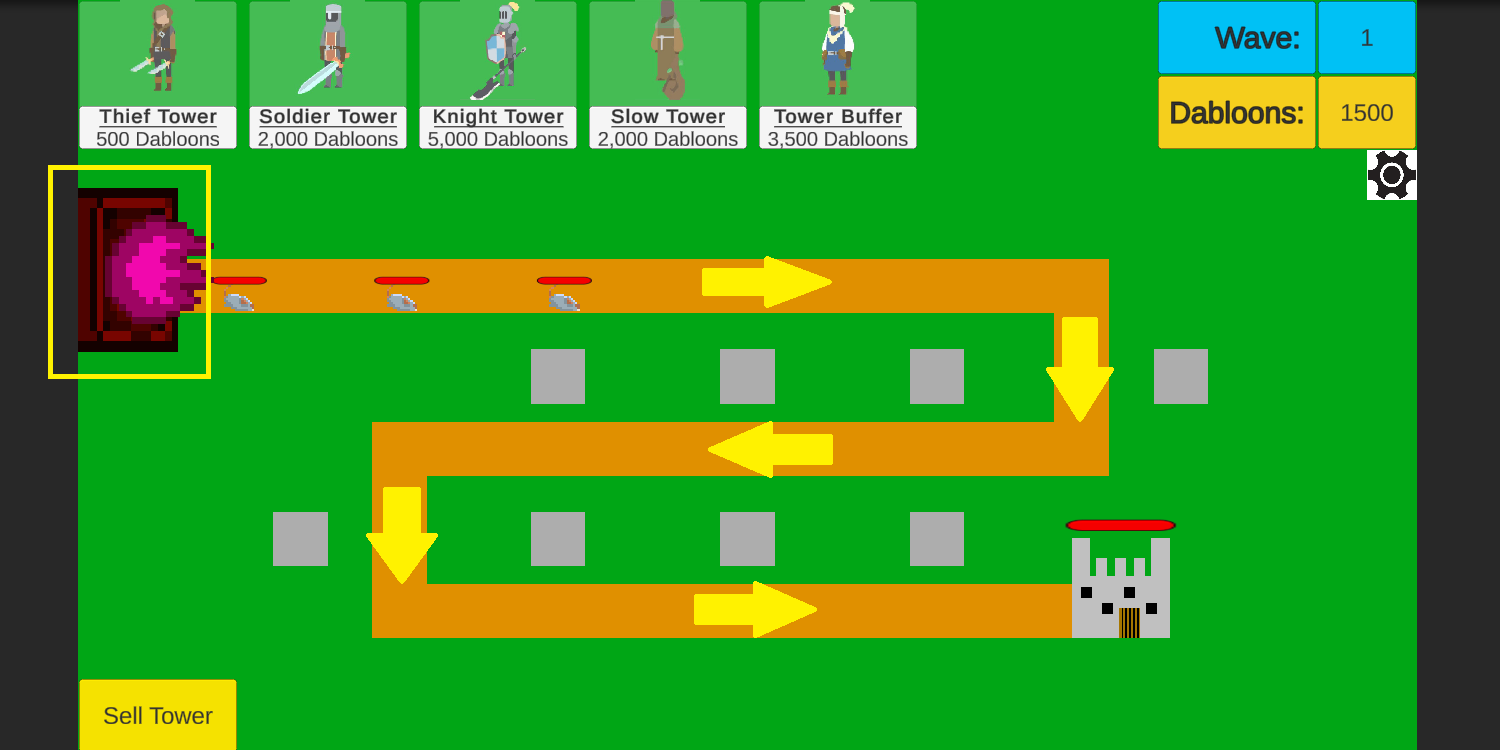 Thief Tower
500 Dabloons
Soldier Tower
2,000 Dabloons
Knight Tower
5,000 Dabloons
Slow Tower
2,000 Dabloons
Tower Buffer
3,500 Dabloons
Wave: 1
Dabloons: 1500
Sell Tower